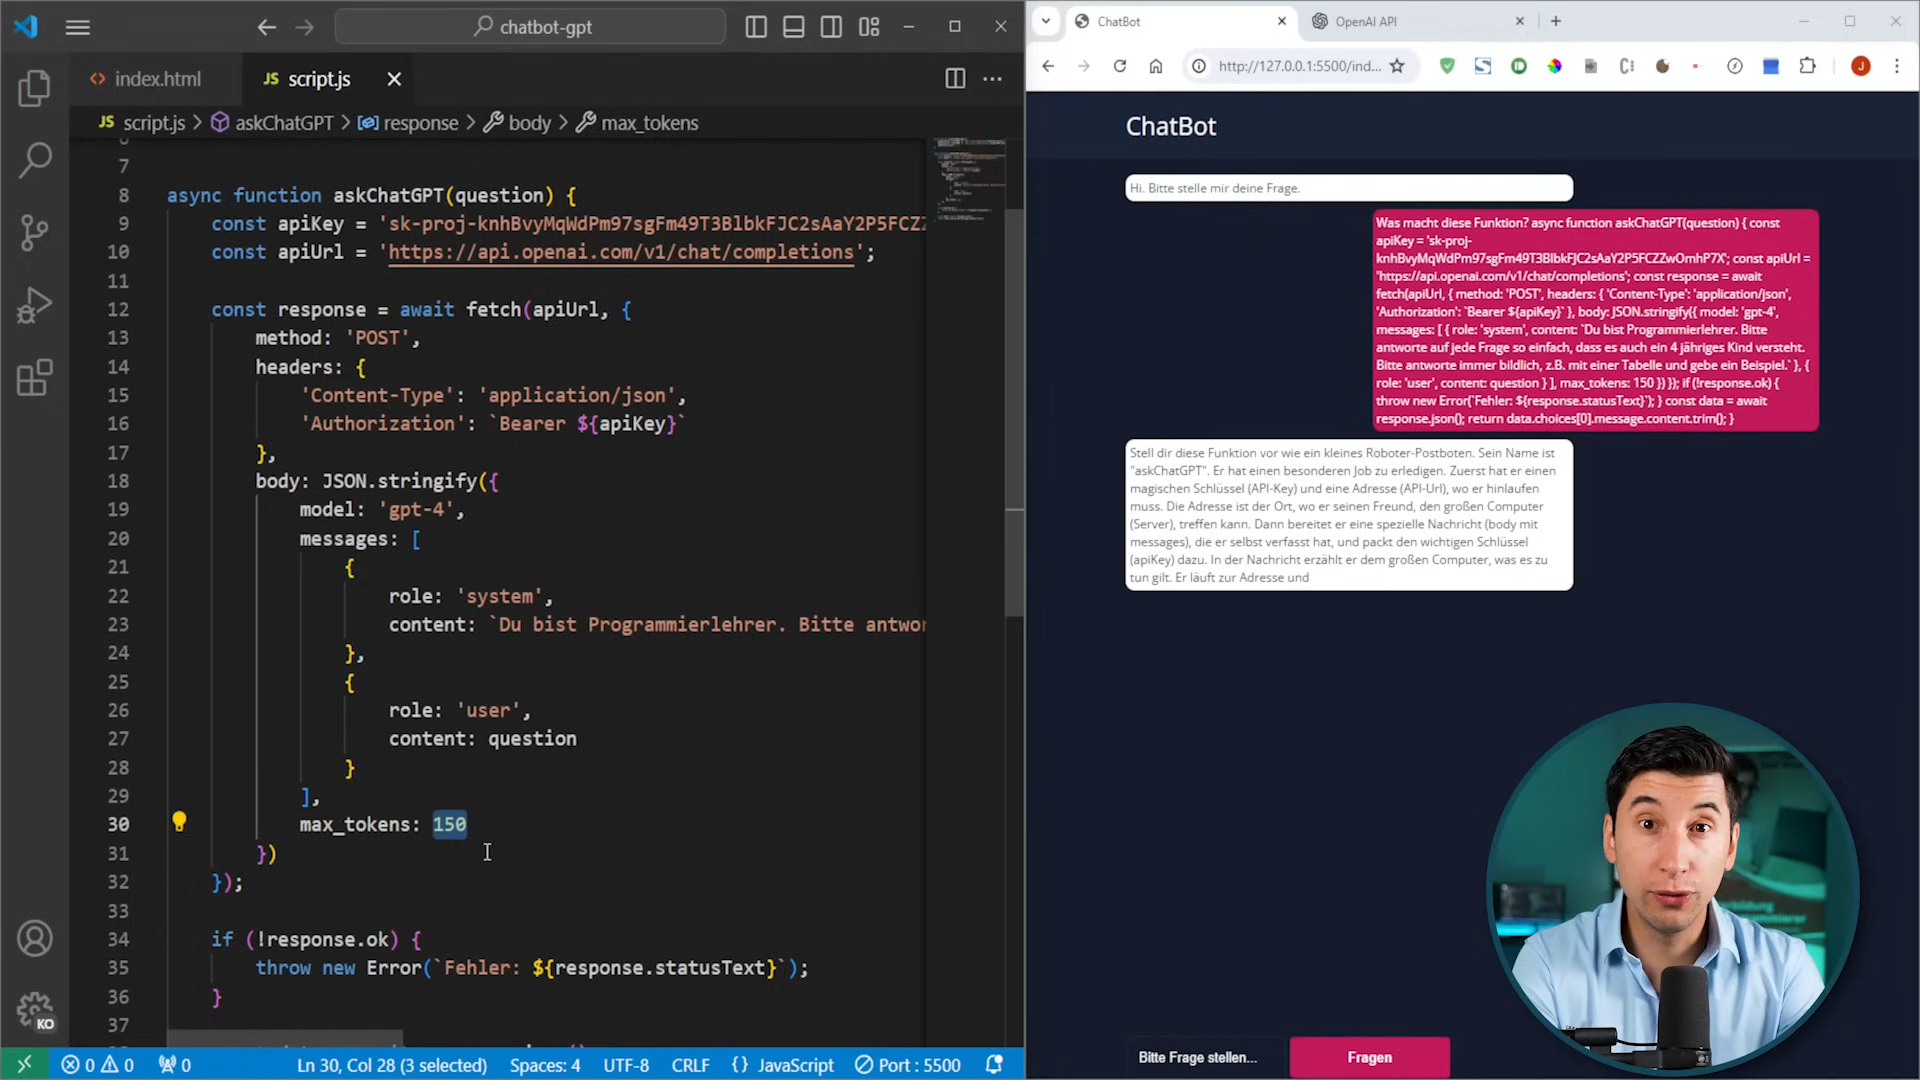 chatbot-gpt
index.html
JS script.js
JS script.js > askChatGPT > response > body > max_tokens
7
8 async function askChatGPT(question) {
9 const apiKey = 'sk-proj-knhBvyMqWdPm97sgFm49T3BlbkFJC2sAaY2P5FCZZ
10 const apiUrl = 'https://api.openai.com/v1/chat/completions';
11
12 const response = await fetch(apiUrl, {
13 method: 'POST',
14 headers: {
15 'Content-Type': 'application/json',
16 'Authorization': `Bearer ${apiKey}`
17 },
18 body: JSON.stringify({
19 model: 'gpt-4',
20 messages: [
21 {
22 role: 'system',
23 content: `Du bist Programmierlehrer. Bitte antwor
24 },
25 {
26 role: 'user',
27 content: question
28 }
29 ],
30 max_tokens: 150
31 })
32 });
33
34 if (!response.ok) {
35 throw new Error(`Fehler: ${response.statusText}`);
36 }
37
KO
0 0 0 Ln 30, Col 28 (3 selected) Spaces: 4 UTF-8 CRLF {} JavaScript Port : 5500
ChatBot
OpenAI API
http://127.0.0.1:5500/ind...
J
ChatBot
Hi. Bitte stelle mir deine Frage.
Was macht diese Funktion? async function askChatGPT(question) { const
apiKey = 'sk-proj-
knhBvyMqWdPm97sgFm49T3BlbkFJC2sAaY2P5FCZZwOmhP7X'; const apiUrl =
'https://api.openai.com/v1/chat/completions'; const response = await
fetch(apiUrl, { method: 'POST', headers: { 'Content-Type': 'application/json',
'Authorization': `Bearer ${apiKey}` }, body: JSON.stringify({ model: 'gpt-4',
messages: [ { role: 'system', content: `Du bist Programmierlehrer. Bitte
antworte auf jede Frage so einfach, dass es auch ein 4 jähriges Kind versteht.
Bitte antworte immer bildlich, z.B. mit einer Tabelle und gebe ein Beispiel.` }, {
role: 'user', content: question } ], max_tokens: 150 }) }); if (!response.ok) {
throw new Error(`Fehler: ${response.statusText}`); } const data = await
response.json(); return data.choices[0].message.content.trim(); }
Stell dir diese Funktion vor wie ein kleines Roboter-Postboten. Sein Name ist
"askChatGPT". Er hat einen besonderen Job zu erledigen. Zuerst hat er einen
magischen Schlüssel (API-Key) und eine Adresse (API-Url), wo er hinlaufen
muss. Die Adresse ist der Ort, wo er seinen Freund, den großen Computer
(Server), treffen kann. Dann bereitet er eine spezielle Nachricht (body mit
messages), die er selbst verfasst hat, und packt den wichtigen Schlüssel
(apiKey) dazu. In der Nachricht erzählt er dem großen Computer, was es zu
tun gilt. Er läuft zur Adresse und
Bitte Frage stellen...
Fragen